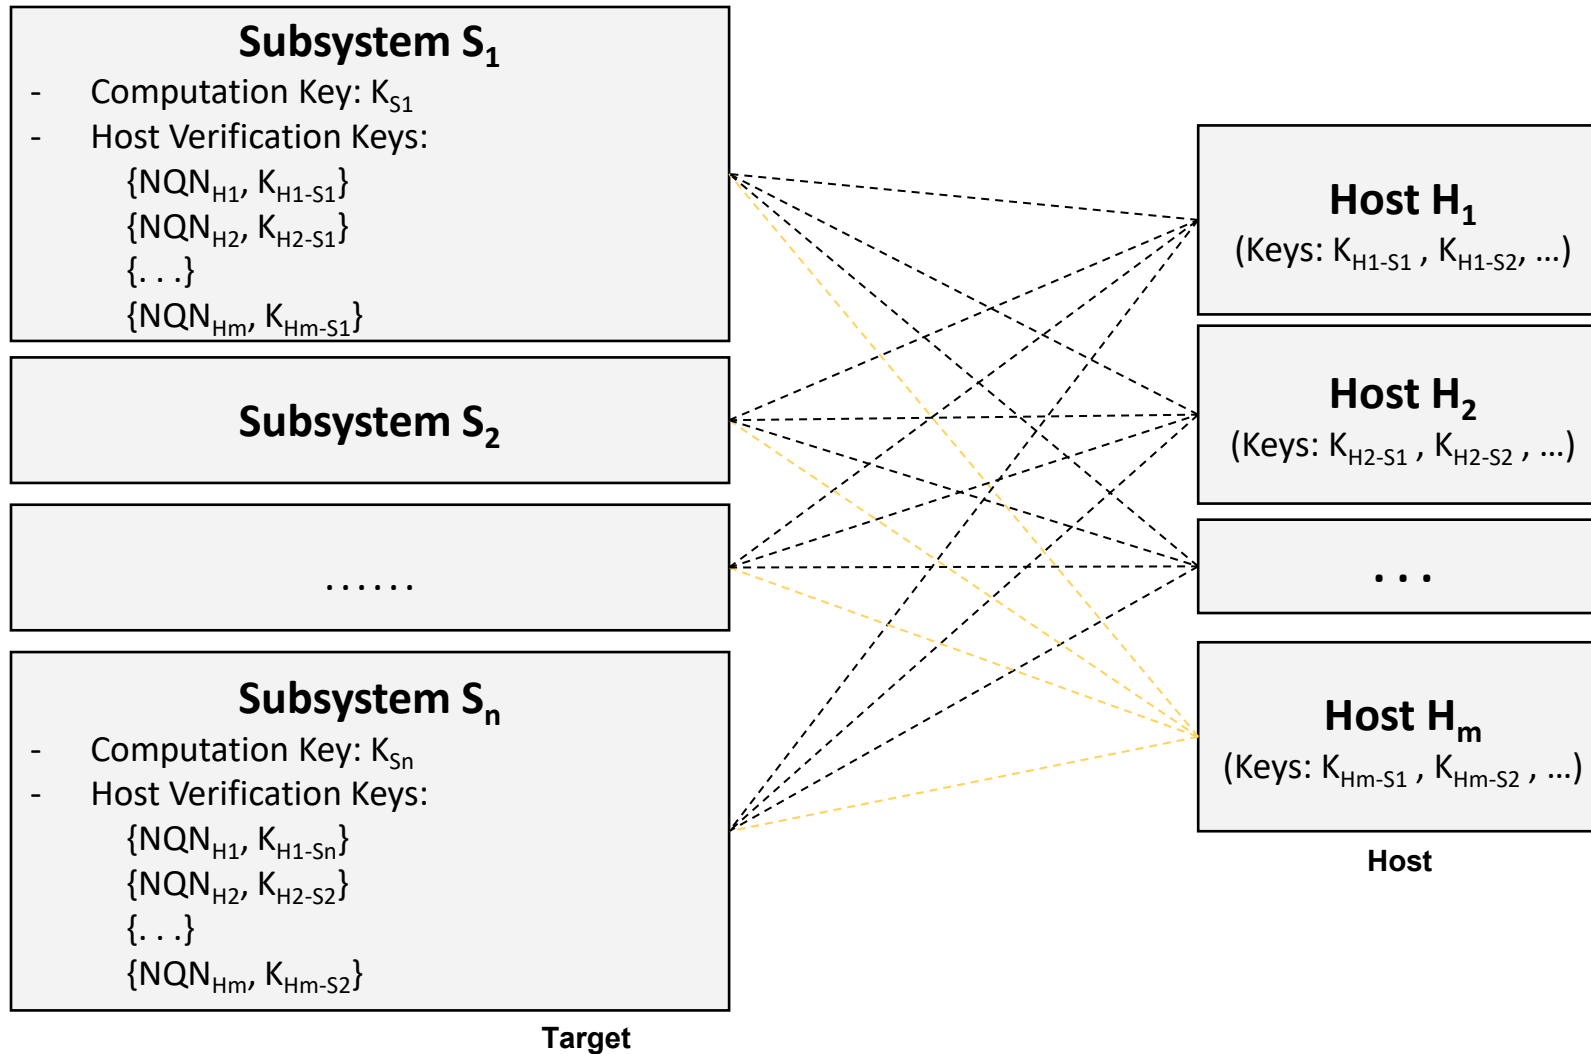 Subsystem S1
- Computation Key: KS1
- Host Verification Keys:
{NQNH1, KH1-S1}
{NQNH2, KH2-S1}
{. . .}
{NQNHm, KHm-S1}
Subsystem S2
. . . . . .
Subsystem Sn
- Computation Key: KSn
- Host Verification Keys:
{NQNH1, KH1-Sn}
{NQNH2, KH2-S2}
{. . .}
{NQNHm, KHm-S2}
Target
Host H1
(Keys: KH1-S1 , KH1-S2, ...)
Host H2
(Keys: KH2-S1 , KH2-S2 , ...)
. . .
Host Hm
(Keys: KHm-S1 , KHm-S2 , ...)
Host